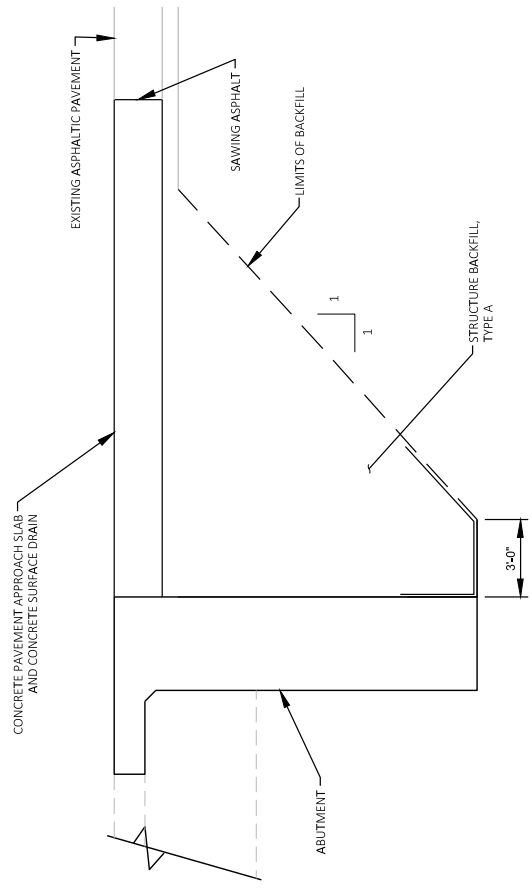 CONCRETE PAVEMENT APPROACH SLAB
AND CONCRETE SURFACE DRAIN
EXISTING ASPHALTIC PAVEMENT
SAWING ASPHALT
LIMITS OF BACKFILL
1
1
STRUCTURE BACKFILL,
TYPE A
3'-0"
ABUTMENT